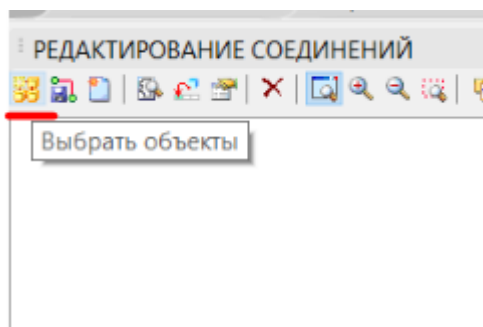 РЕДАКТИРОВАНИЕ СОЕДИНЕНИЙ
Выбрать объекты